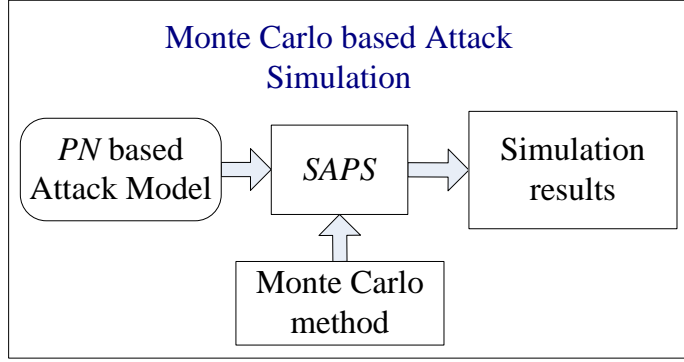 Monte Carlo based Attack
Simulation
PN based
Attack Model
SAPS
Simulation
results
Monte Carlo
method